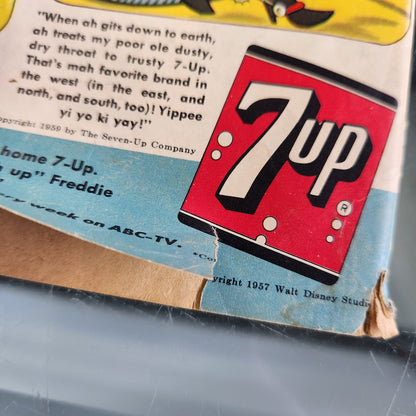 "When ah gits down to earth,
ah treats my poor ole dusty,
dry throat to trusty 7-Up.
That's mah favorite brand in
the west (in the east, and
north, and south, too)! Yippee
yi yo ki yay!"
opyright 1959 by The Seven-Up Company
7UP
®
home 7-Up.
up" Freddie
week on ABC-TV.
yright 1957 Walt Disney Studi